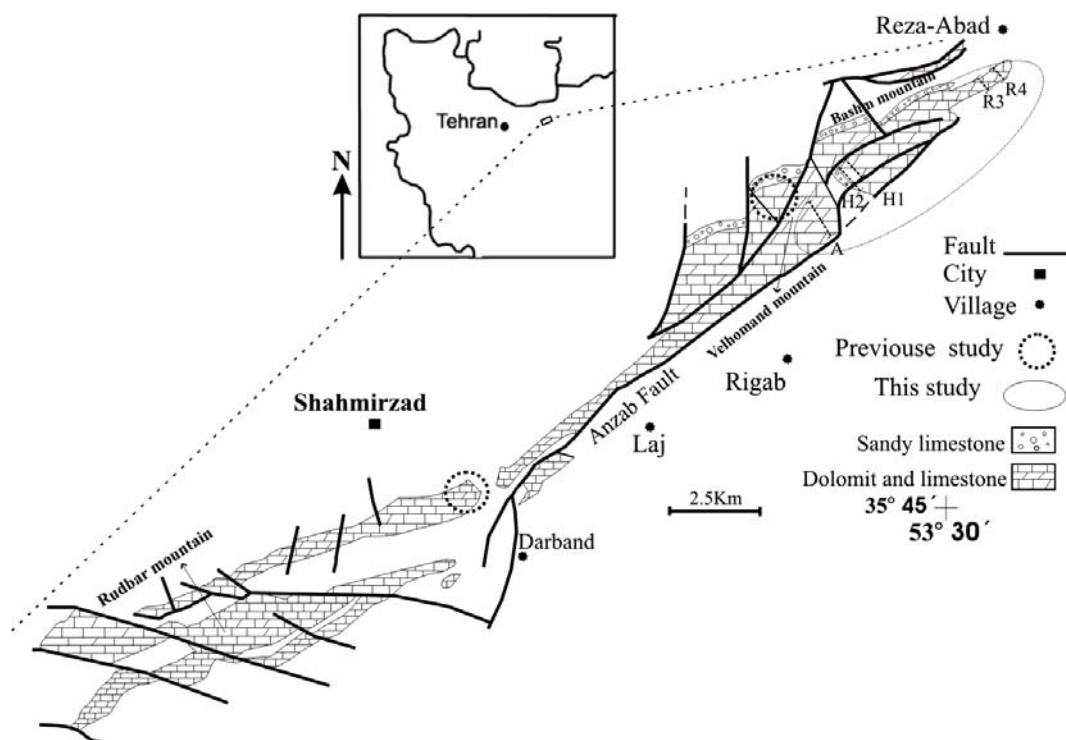 Reza-Abad
Tehran
N
Bashm mountain
R3
R4
H2
H1
A
Velhomand mountain
Fault
City
Village
Previouse study
This study
Sandy limestone
Dolomit and limestone
35° 45´
53° 30´
2.5Km
Rigab
Anzab Fault
Laj
Shahmirzad
Darband
Rudbar mountain